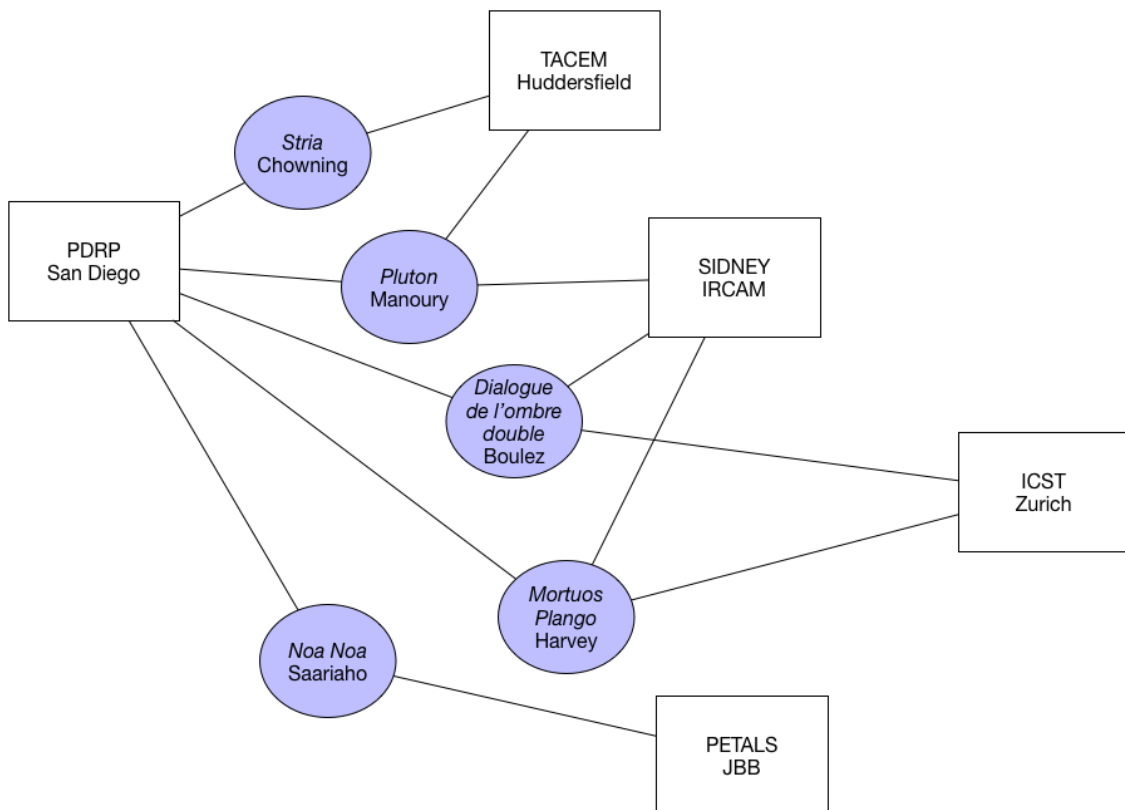 TACEM
Huddersfield
Stria
Chowning
PDRP
San Diego
Pluton
Manoury
SIDNEY
IRCAM
Dialogue
de l'ombre
double
Boulez
ICST
Zurich
Mortuos
Plango
Harvey
Noa Noa
Saariaho
PETALS
JBB